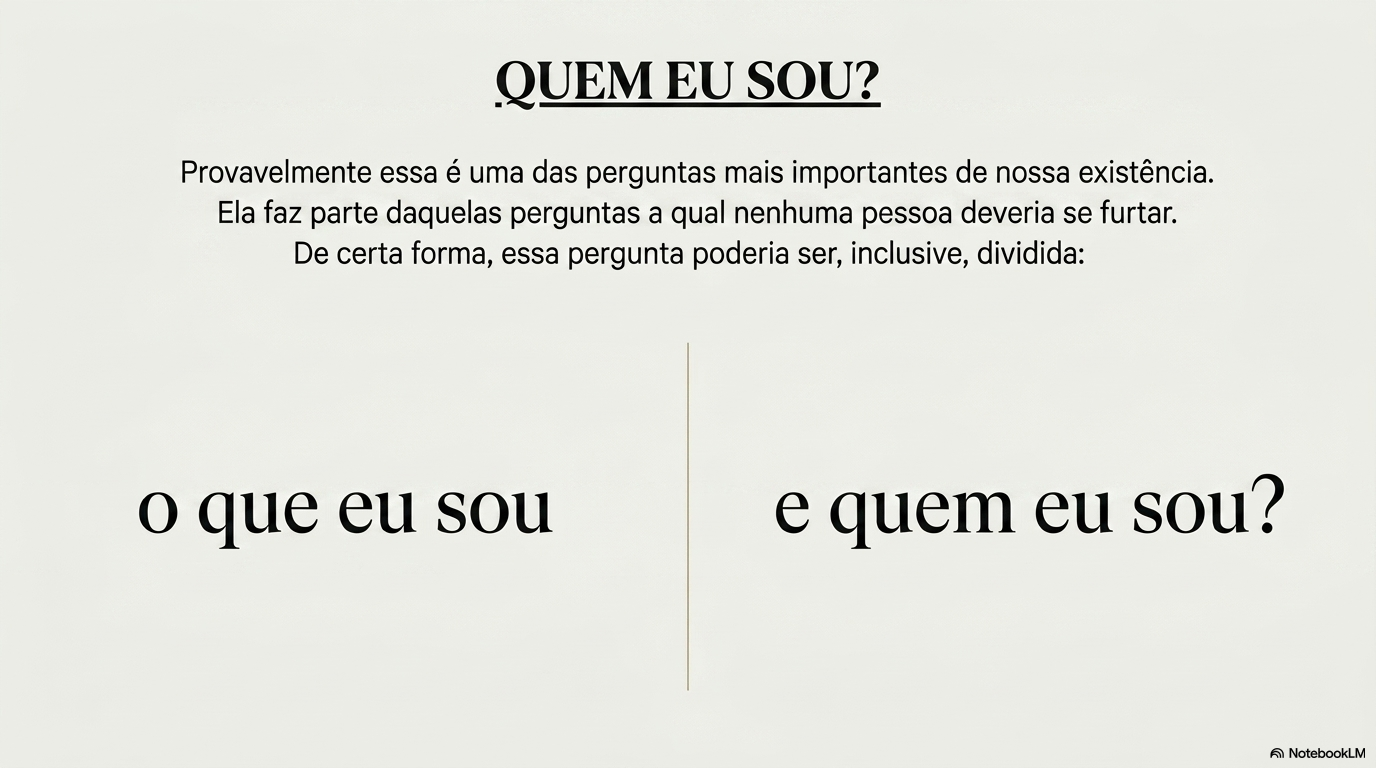 QUEM EU SOU?
Provavelmente essa é uma das perguntas mais importantes de nossa existência.
Ela faz parte daquelas perguntas a qual nenhuma pessoa deveria se furtar.
De certa forma, essa pergunta poderia ser, inclusive, dividida:
o que eu sou
e quem eu sou?
NotebookLM